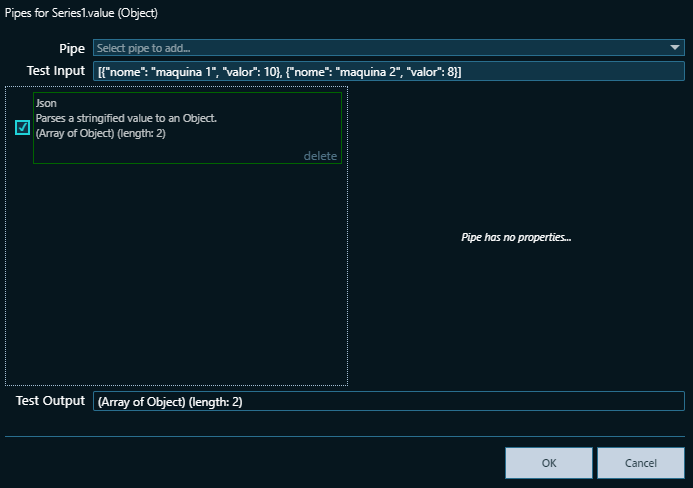 Pipes for Series1.value (Object)
Pipe Select pipe to add...
Test Input [{"nome": "maquina 1", "valor": 10}, {"nome": "maquina 2", "valor": 8}]
Json
Parses a stringified value to an Object.
(Array of Object) (length: 2)
delete
Pipe has no properties...
Test Output (Array of Object) (length: 2)
OK Cancel